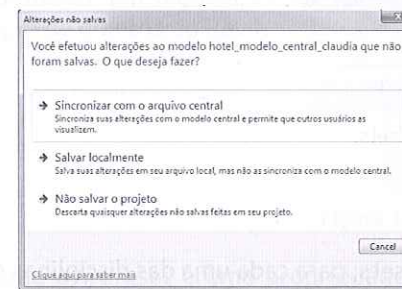 Alterações não salvas
Você efetuou alterações ao modelo hotel_modelo_central_claudia que não
foram salvas. O que deseja fazer?
Sincronizar com o arquivo central
Sincroniza suas alterações com o modelo central e permite que outros usuários as
visualizem.
Salvar localmente
Salva suas alterações em seu arquivo local, mas não as sincroniza com o modelo central.
Não salvar o projeto
Descarta quaisquer alterações não salvas feitas em seu projeto.
Cancel
Clique aqui para saber mais